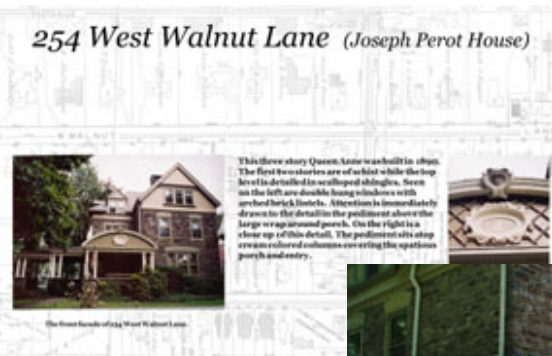 254 West Walnut Lane (Joseph Perot House)
W WALNUT
This three story Queen Anne was built in 1890.
The first two stories are of schist while the top
level is detailed in scalloped shingles. Seen
on the left are double hung windows with
arched brick lintels. Attention is immediately
drawn to the detail in the pediment above the
large wraparound porch. On the right is a
close up of this detail. The pediment sits atop
cream colored columns covering the spatious
porch and entry.
The front facade of 254 West Walnut Lane.